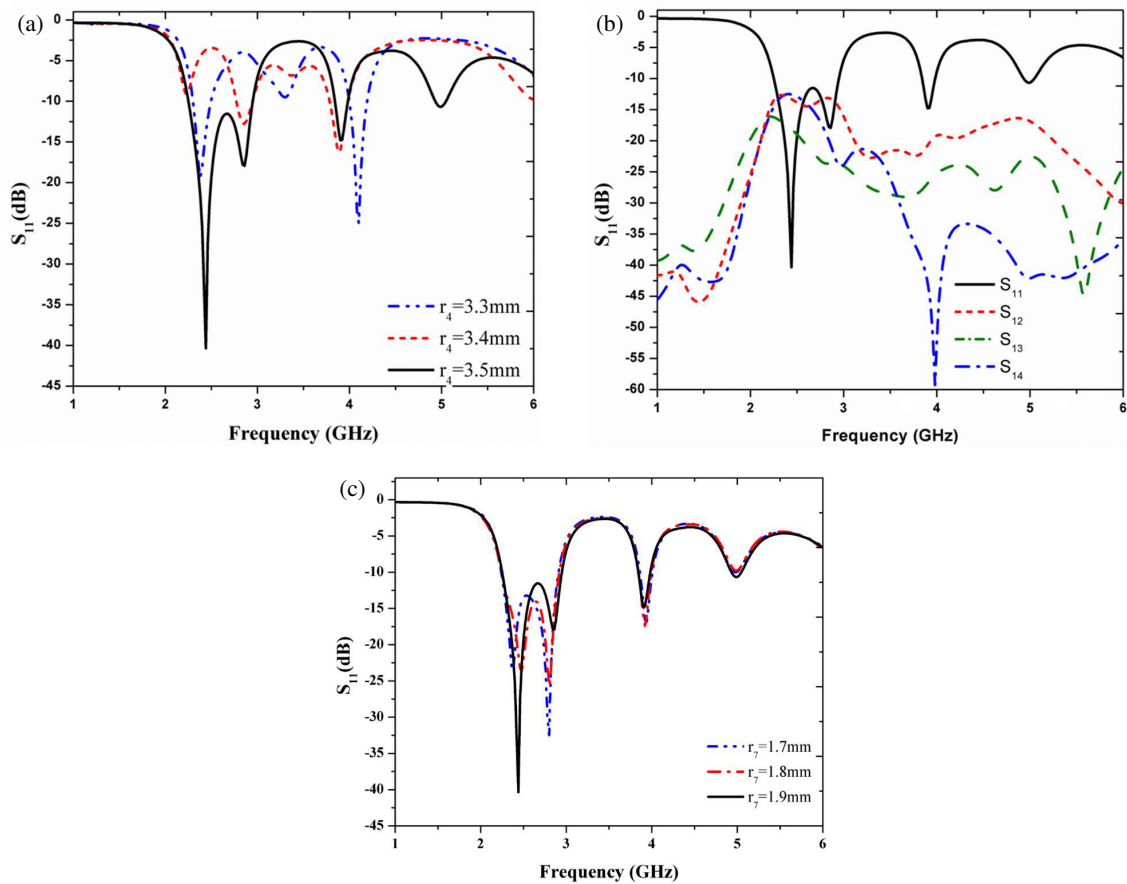 (a)
0
-5
-10
-15
-20
-25
-30
-35
-40
-45
S₁₁(dB)
r₄=3.3mm
r₄=3.4mm
r₄=3.5mm
1 2 3 4 5 6
Frequency (GHz)
(b)
0
-5
-10
-15
-20
-25
-30
-35
-40
-45
-50
-55
-60
S₁₁(dB)
S₁₁
S₁₂
S₁₃
S₁₄
1 2 3 4 5 6
Frequency (GHz)
(c)
0
-5
-10
-15
-20
-25
-30
-35
-40
-45
S₁₁(dB)
r₇=1.7mm
r₇=1.8mm
r₇=1.9mm
1 2 3 4 5 6
Frequency (GHz)